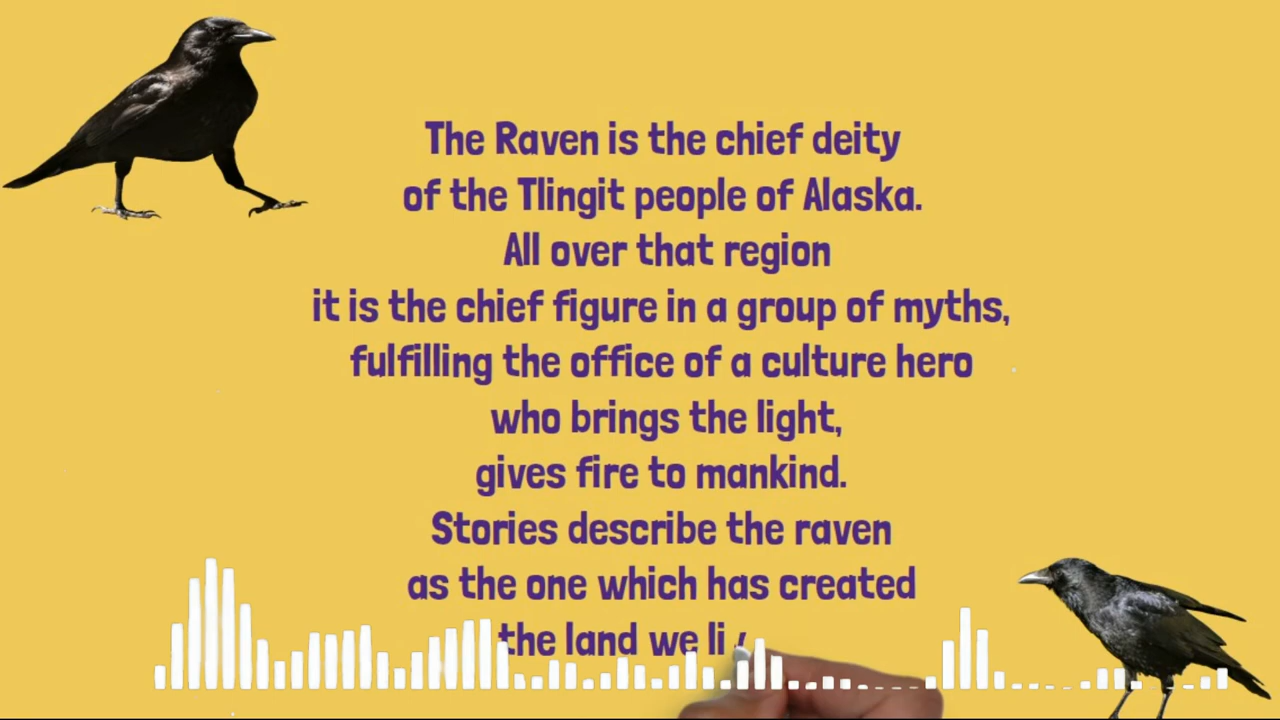 The Raven is the chief deity
of the Tlingit people of Alaska.
All over that region
it is the chief figure in a group of myths,
fulfilling the office of a culture hero
who brings the light,
gives fire to mankind.
Stories describe the raven
as the one which has created
the land we li